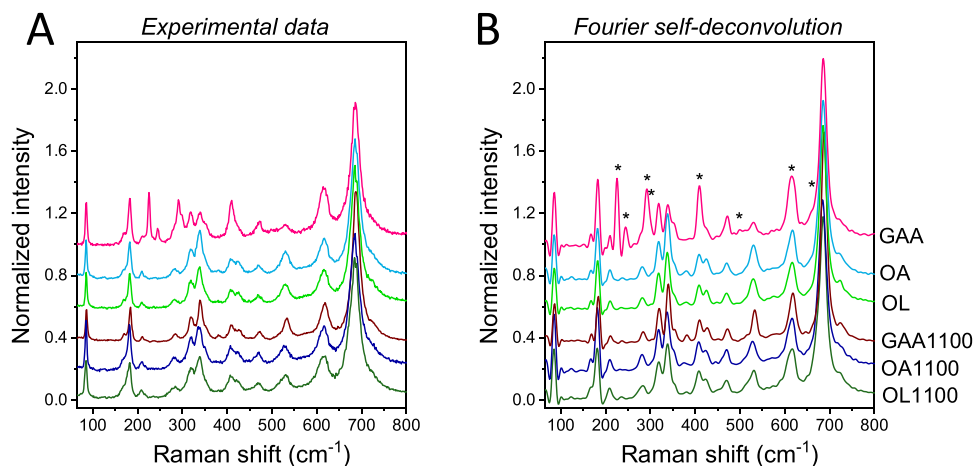 A
Experimental data
Normalized intensity
2.0
1.6
1.2
0.8
0.4
0.0
100 200 300 400 500 600 700 800
Raman shift (cm⁻¹)
B
Fourier self-deconvolution
Normalized intensity
2.0
1.6
1.2
0.8
0.4
0.0
* * * * * * * *
100 200 300 400 500 600 700 800
Raman shift (cm⁻¹)
GAA
OA
OL
GAA1100
OA1100
OL1100